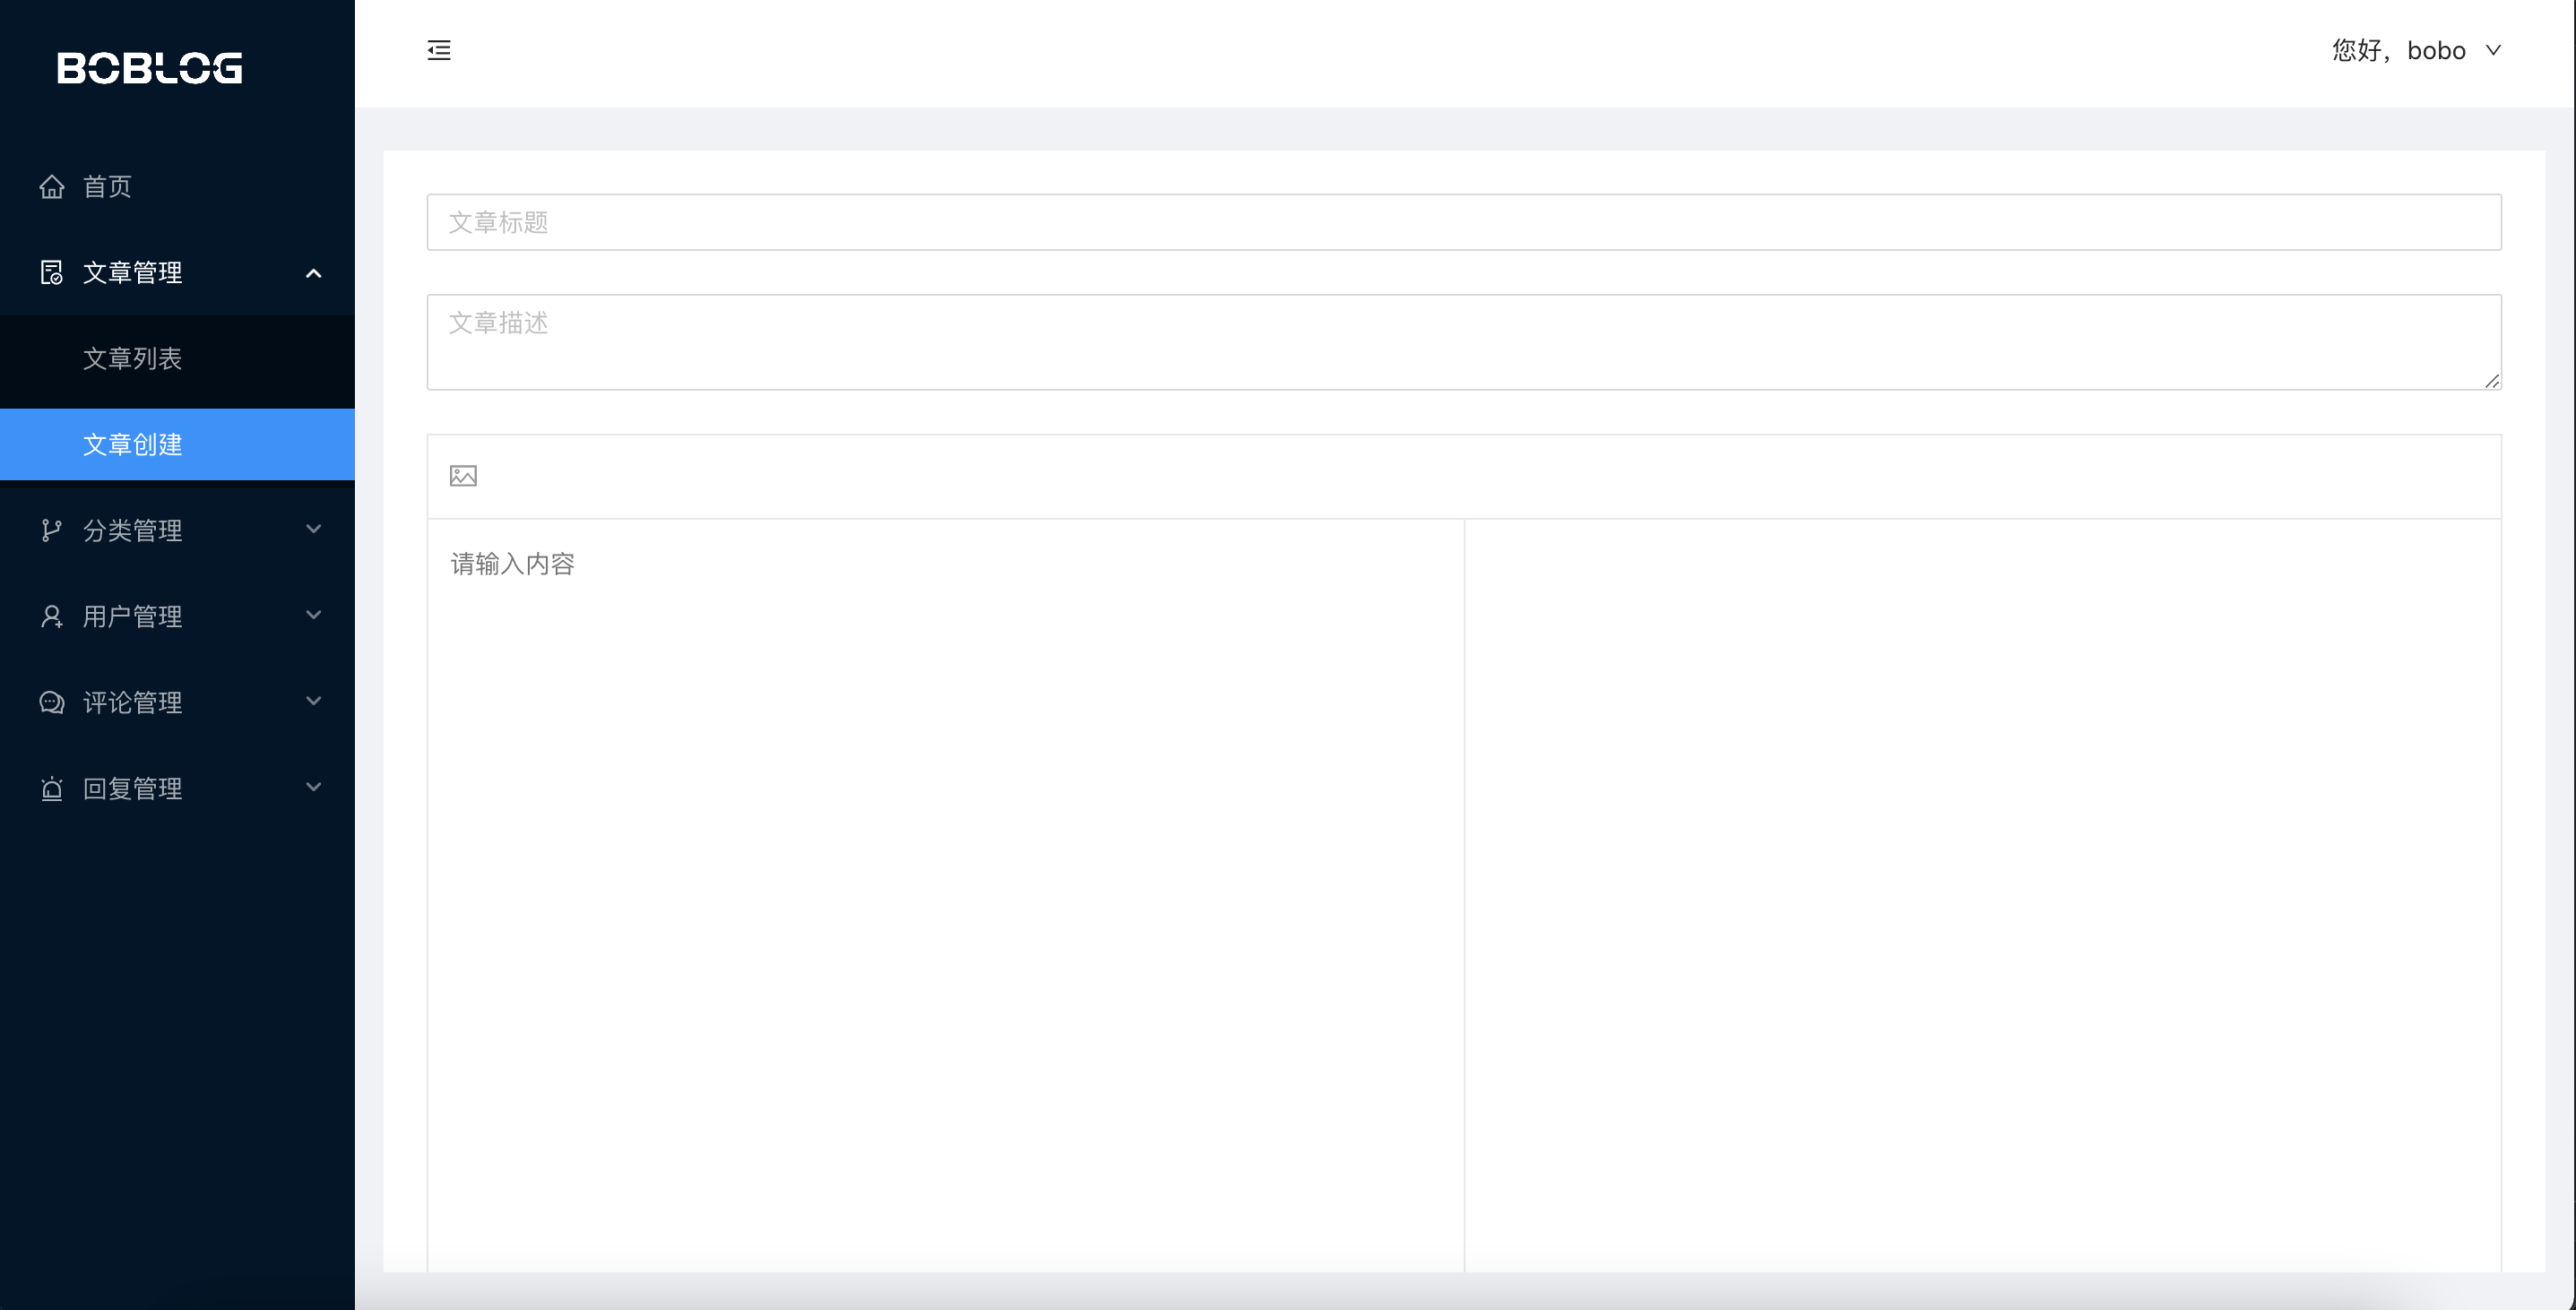 BOBLOG
首页
文章管理
文章列表
文章创建
分类管理
用户管理
评论管理
回复管理
您好，bobo
文章标题
文章描述
请输入内容